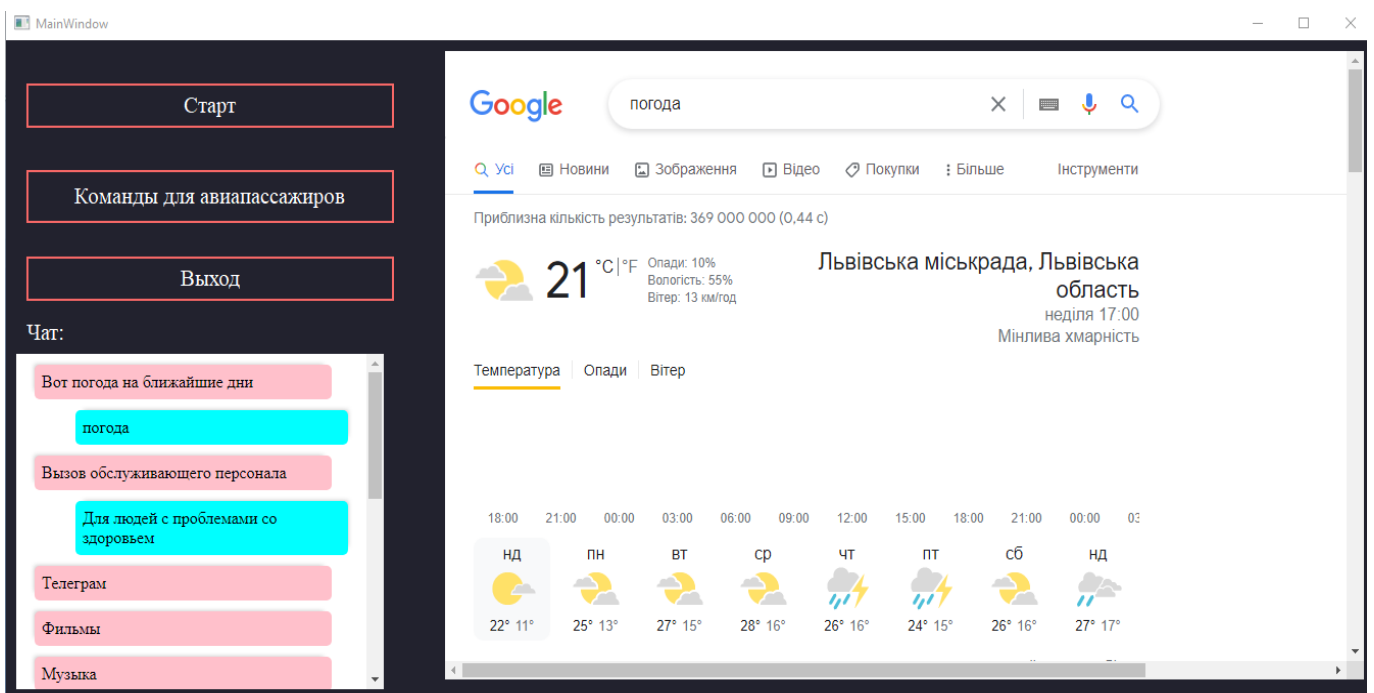 MainWindow
Старт
Команды для авиапассажиров
Выход
Чат:
Вот погода на ближайшие дни
погода
Вызов обслуживающего персонала
Для людей с проблемами со
здоровьем
Телеграм
Фильмы
Музыка
Google
погода
Усі Новини Зображення Відео Покупки Більше Інструменти
Приблизна кількість результатів: 369 000 000 (0,44 с)
21 °C | °F
Опади: 10%
Вологість: 55%
Вітер: 13 км/год
Львівська міськрада, Львівська
область
неділя 17:00
Мінлива хмарність
Температура Опади Вітер
18:00 21:00 00:00 03:00 06:00 09:00 12:00 15:00 18:00 21:00 00:00
нд пн вт ср чт пт сб нд
22° 11° 25° 13° 27° 15° 28° 16° 26° 16° 24° 15° 26° 16° 27° 17°